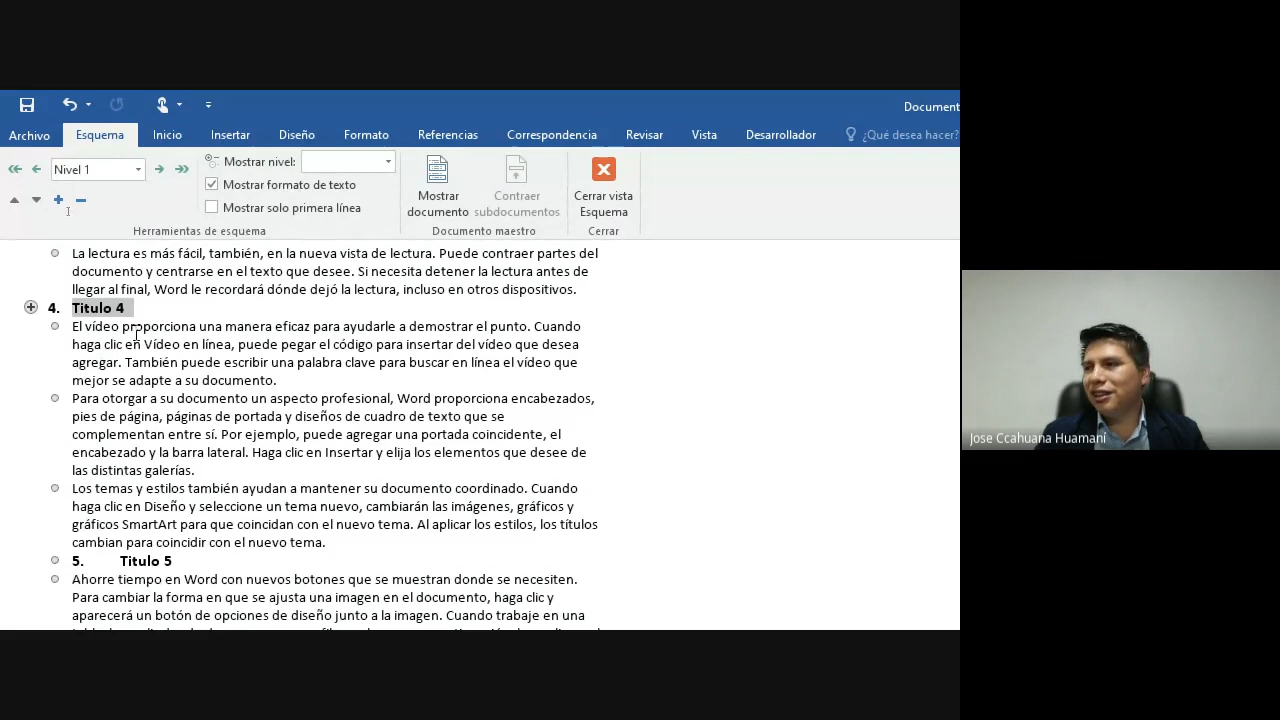 Document
Archivo
Esquema
Inicio
Insertar
Diseño
Formato
Referencias
Correspondencia
Revisar
Vista
Desarrollador
¿Qué desea hacer?
Nivel 1
Mostrar nivel:
Mostrar formato de texto
Mostrar solo primera línea
Herramientas de esquema
Mostrar documento
Contraer subdocumentos
Documento maestro
Cerrar vista Esquema
Cerrar
La lectura es más fácil, también, en la nueva vista de lectura. Puede contraer partes del
documento y centrarse en el texto que desee. Si necesita detener la lectura antes de
llegar al final, Word le recordará dónde dejó la lectura, incluso en otros dispositivos.
4. Titulo 4
El vídeo proporciona una manera eficaz para ayudarle a demostrar el punto. Cuando
haga clic en Vídeo en línea, puede pegar el código para insertar del vídeo que desea
agregar. También puede escribir una palabra clave para buscar en línea el vídeo que
mejor se adapte a su documento.
Para otorgar a su documento un aspecto profesional, Word proporciona encabezados,
pies de página, páginas de portada y diseños de cuadro de texto que se
complementan entre sí. Por ejemplo, puede agregar una portada coincidente, el
encabezado y la barra lateral. Haga clic en Insertar y elija los elementos que desee de
las distintas galerías.
Los temas y estilos también ayudan a mantener su documento coordinado. Cuando
haga clic en Diseño y seleccione un tema nuevo, cambiarán las imágenes, gráficos y
gráficos SmartArt para que coincidan con el nuevo tema. Al aplicar los estilos, los títulos
cambian para coincidir con el nuevo tema.
5. Titulo 5
Ahorre tiempo en Word con nuevos botones que se muestran donde se necesiten.
Para cambiar la forma en que se ajusta una imagen en el documento, haga clic y
aparecerá un botón de opciones de diseño junto a la imagen. Cuando trabaje en una
Jose Ccahuana Huamaní